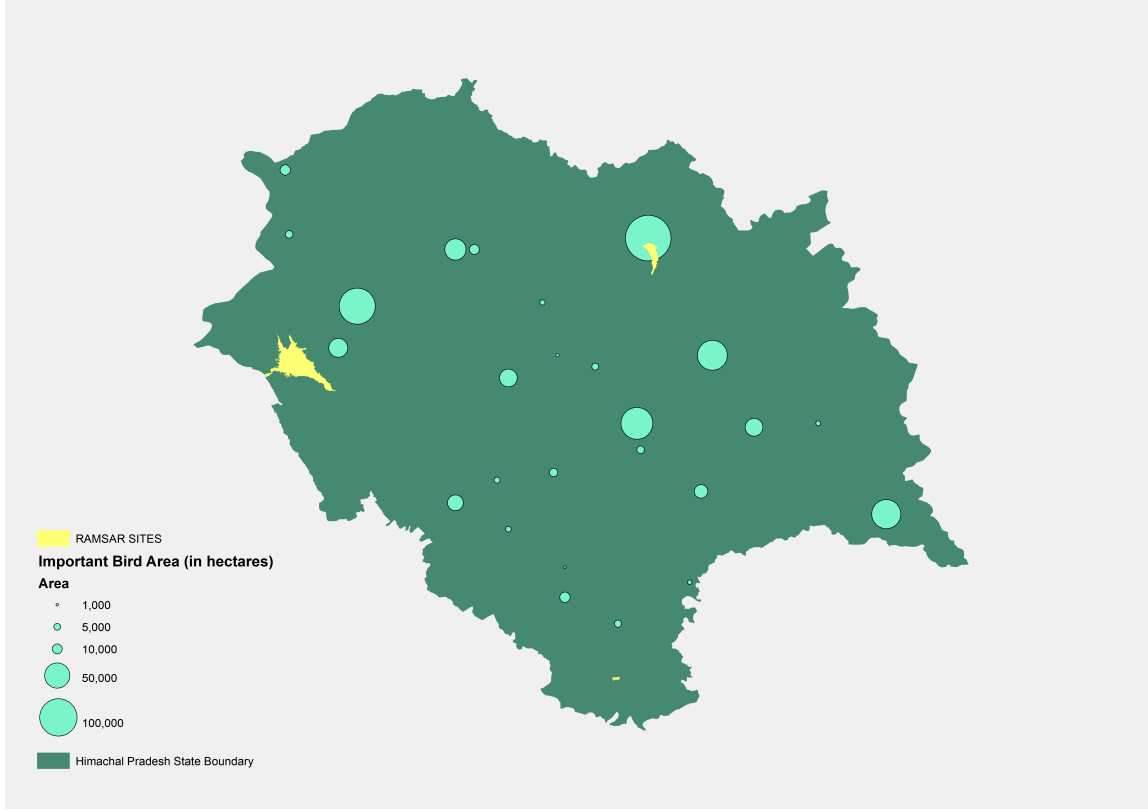 RAMSAR SITES
Important Bird Area (in hectares)
Area
1,000
5,000
10,000
50,000
100,000
Himachal Pradesh State Boundary